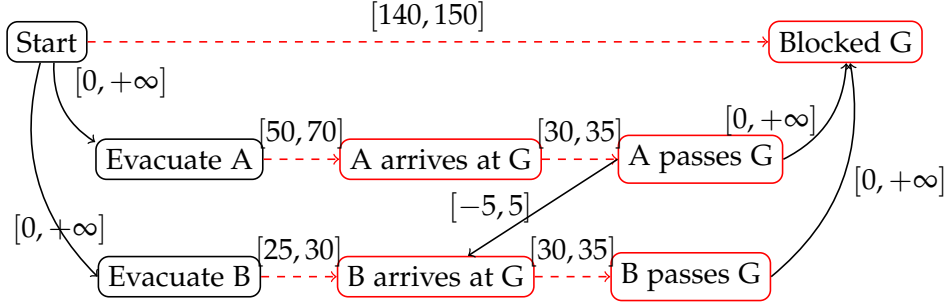 [140, 150]
Start
Blocked G
[0, +∞]
[50, 70]
[30, 35]
[0, +∞]
Evacuate A
A arrives at G
A passes G
[−5, 5]
[0, +∞]
[0, +∞]
[25, 30]
[30, 35]
Evacuate B
B arrives at G
B passes G